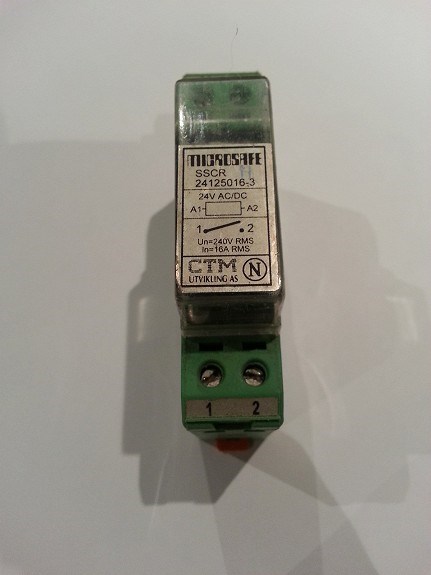 MICROSAFE
SSCR
24125016-3
24V AC/DC
A1 A2
1 2
Un=240V RMS
In=16A RMS
CTM N
UTVIKLING AS
1 2